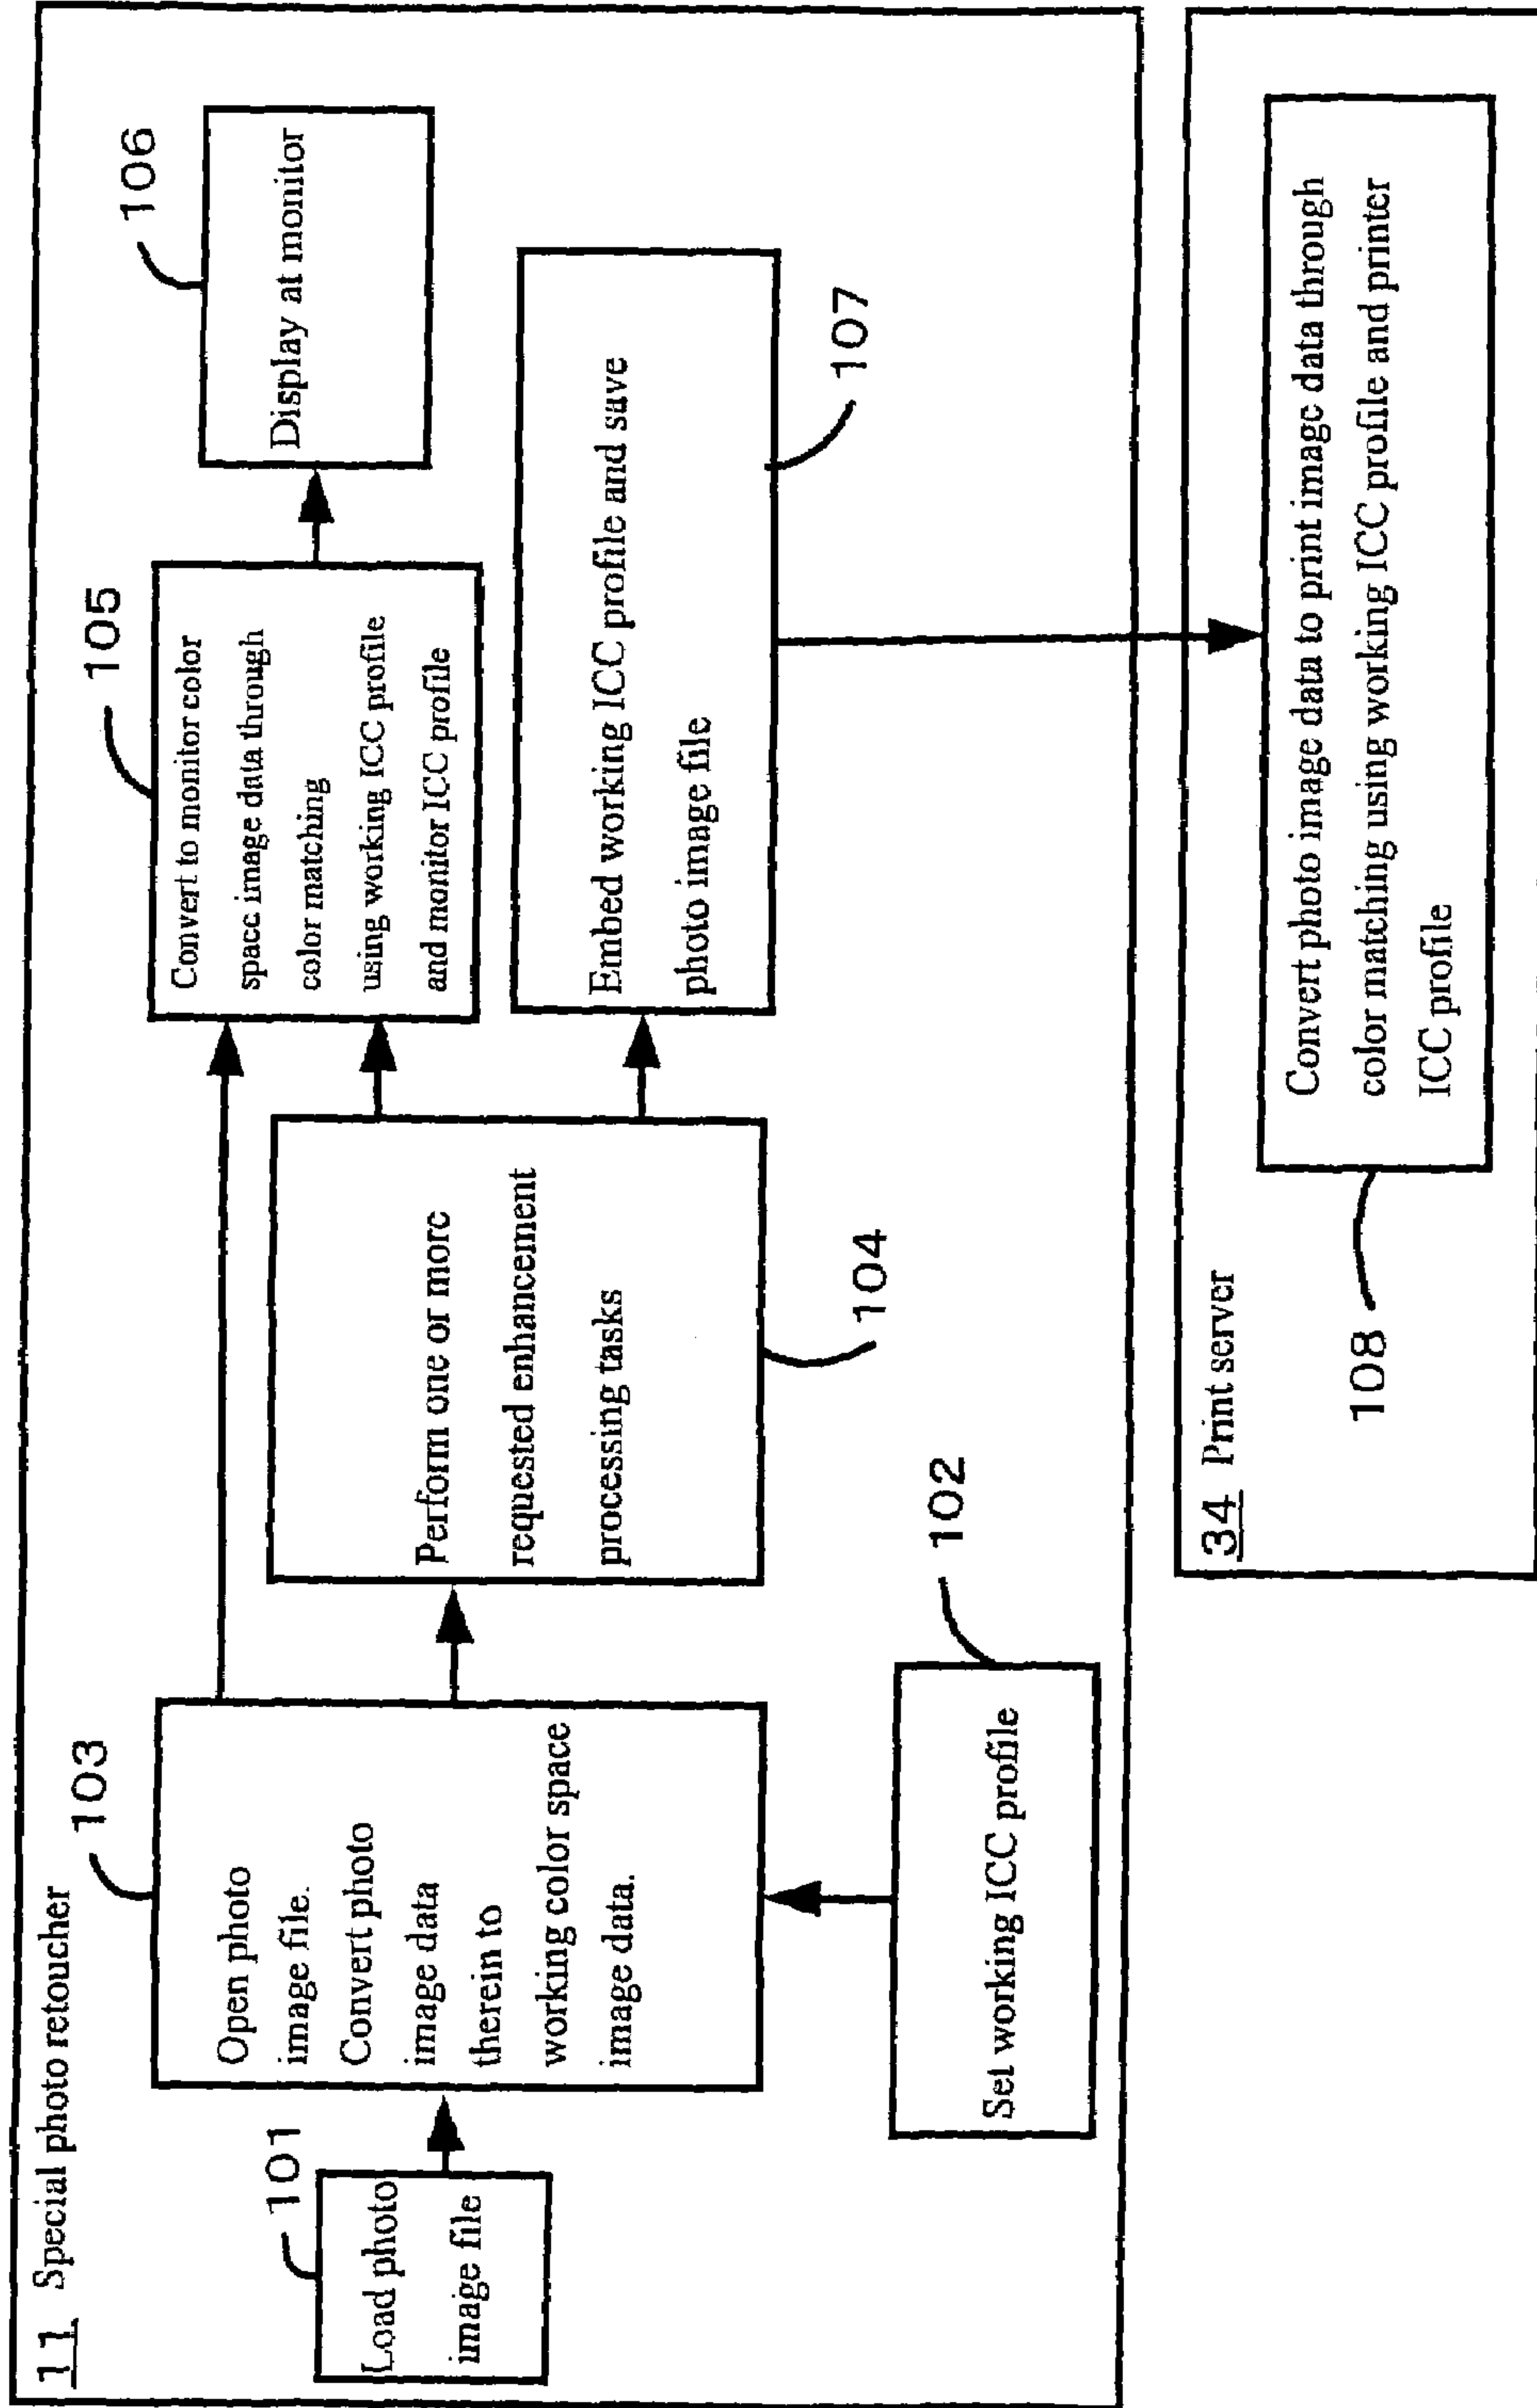 11 Special photo retoucher
101
Load photo
image file
103
Open photo
image file.
Convert photo
image data
therein to
working color space
image data.
102
Set working ICC profile
104
Perform one or more
requested enhancement
processing tasks
105
Convert to monitor color
space image data through
color matching
using working ICC profile
and monitor ICC profile
106
Display at monitor
107
Embed working ICC profile and save
photo image file
34 Print server
108
Convert photo image data to print image data through
color matching using working ICC profile and printer
ICC profile